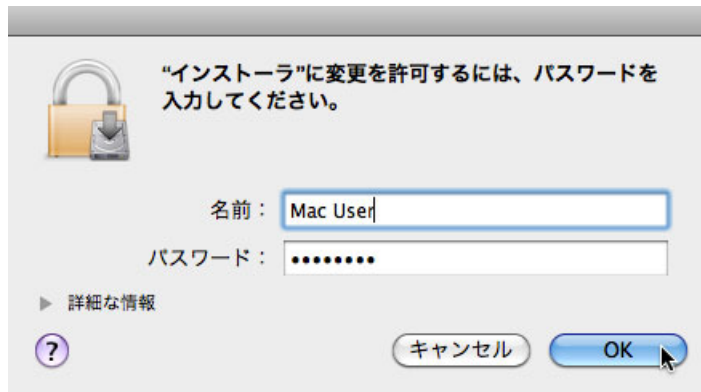 “インストーラ”に変更を許可するには、パスワードを
入力してください。
名前： Mac User
パスワード： ••••••••
詳細な情報
?
キャンセル OK